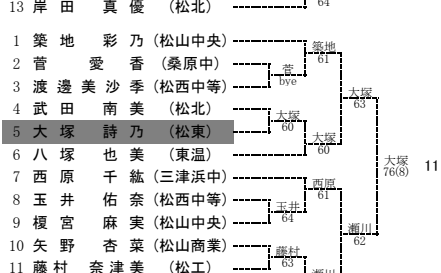 13 岸田 真優 (松北)
64
1 築地 彩乃 (松山中央)
築地
61
2 菅 愛香 (桑原中)
菅
bye
3 渡邊 美沙季 (松西中等)
大塚
63
4 武田 南美 (松北)
大塚
60
5 大塚 詩乃 (松東)
大塚
60
6 八塚 也美 (東温)
大塚
76(8)
11
7 西原 千紘 (三津浜中)
西原
61
8 玉井 佑奈 (松西中等)
玉井
64
9 榎宮 麻実 (松山中央)
瀬川
62
10 矢野 杏菜 (松山商業)
藤村
63
11 藤村 奈津美 (松工)
瀬川